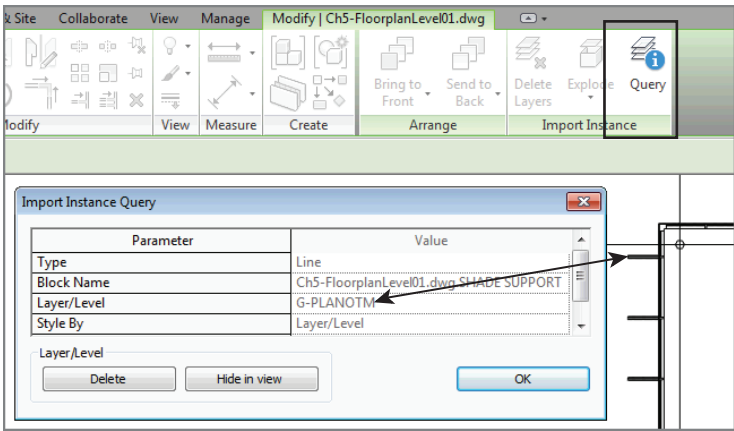 & Site Collaborate View Manage Modify | Ch5-FloorplanLevel01.dwg
Bring to Front Send to Back Delete Layers Explode Query
Modify View Measure Create Arrange Import Instance
Import Instance Query
Parameter Value
Type Line
Block Name Ch5-FloorplanLevel01.dwg.SHADE SUPPORT
Layer/Level G-PLANOTM
Style By Layer/Level
Layer/Level
Delete Hide in view OK